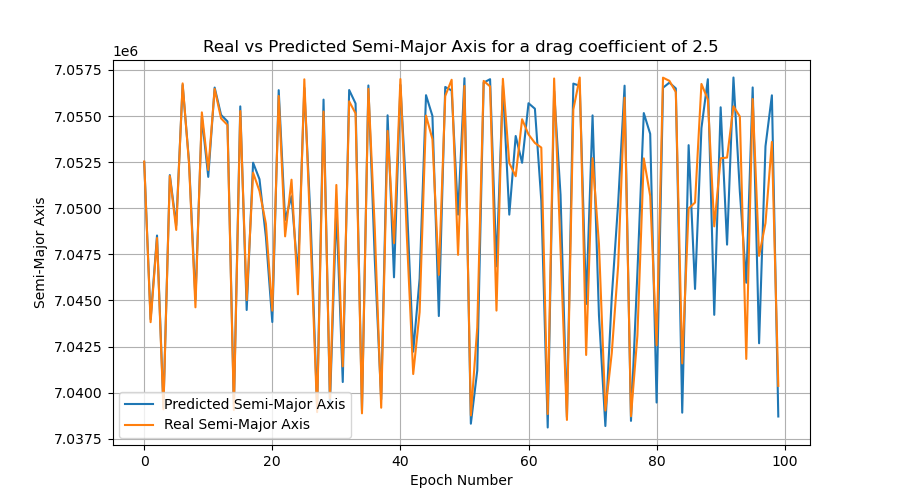 Real vs Predicted Semi-Major Axis for a drag coefficient of 2.5
1e6
7.0575
7.0550
7.0525
7.0500
7.0475
7.0450
7.0425
7.0400
7.0375
Semi-Major Axis
Predicted Semi-Major Axis
Real Semi-Major Axis
0 20 40 60 80 100
Epoch Number